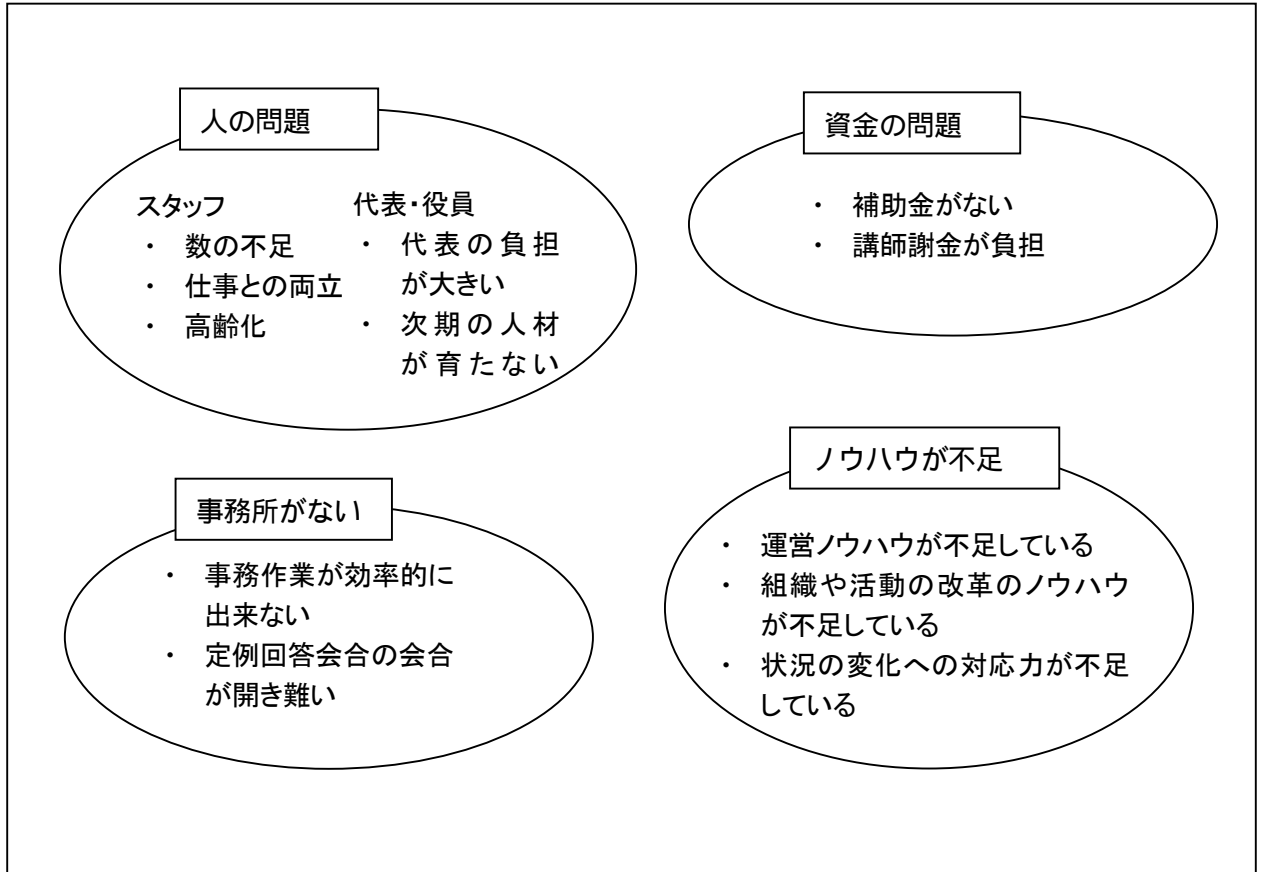 人の問題
スタッフ
・ 数の不足
・ 仕事との両立
・ 高齢化
代表・役員
・ 代表の負担
が大きい
・ 次期の人材
が育たない
資金の問題
・ 補助金がない
・ 講師謝金が負担
事務所がない
・ 事務作業が効率的に
出来ない
・ 定例回答会合の会合
が開き難い
ノウハウが不足
・ 運営ノウハウが不足している
・ 組織や活動の改革のノウハウ
が不足している
・ 状況の変化への対応力が不足
している